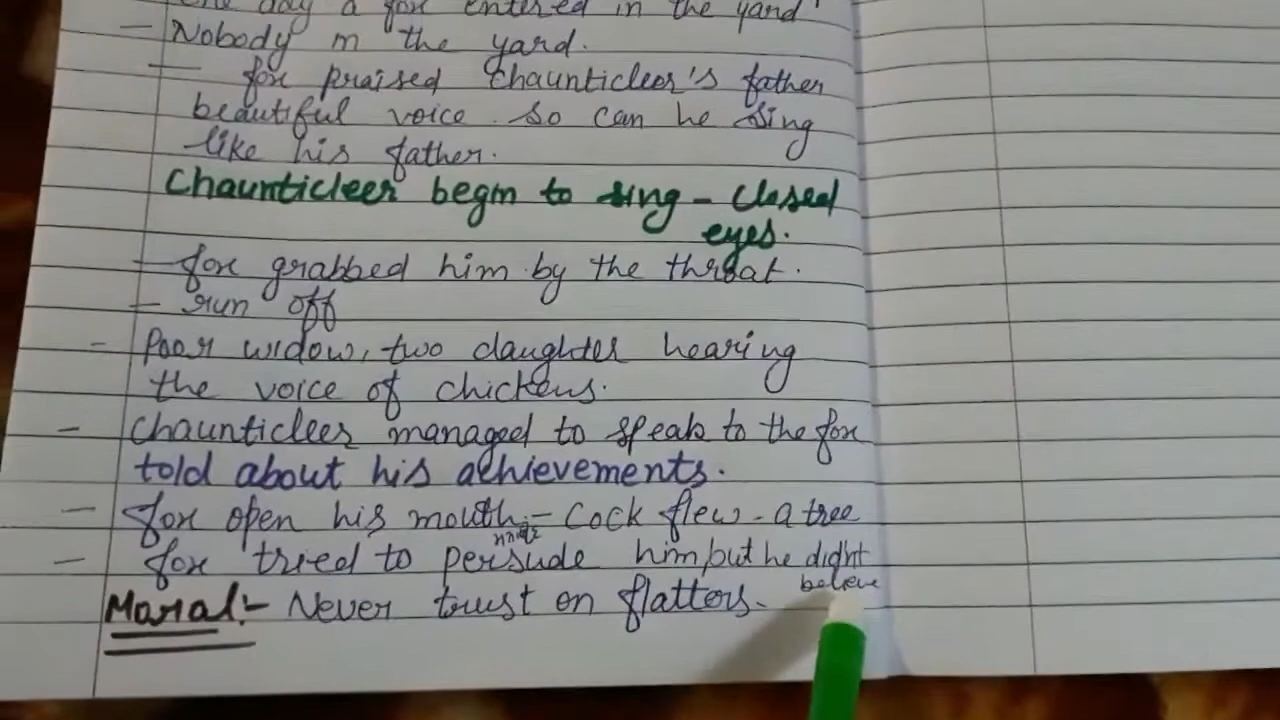 one day a fox entered in the yard
- Nobody in the yard.
- fox praised Chaunticleer's father
beautiful voice. So can he sing
like his father.
Chaunticleer begin to sing - Closed
eyes.
- fox grabbed him by the throat.
- run off
- Poor widow, two daughter hearing
the voice of chickens.
- Chaunticleer managed to speak to the fox
told about his achievements.
- fox open his mouth - Cock flew - a tree
- fox tried to persude him, but he didn't
believe
Moral:- Never trust on flatters.